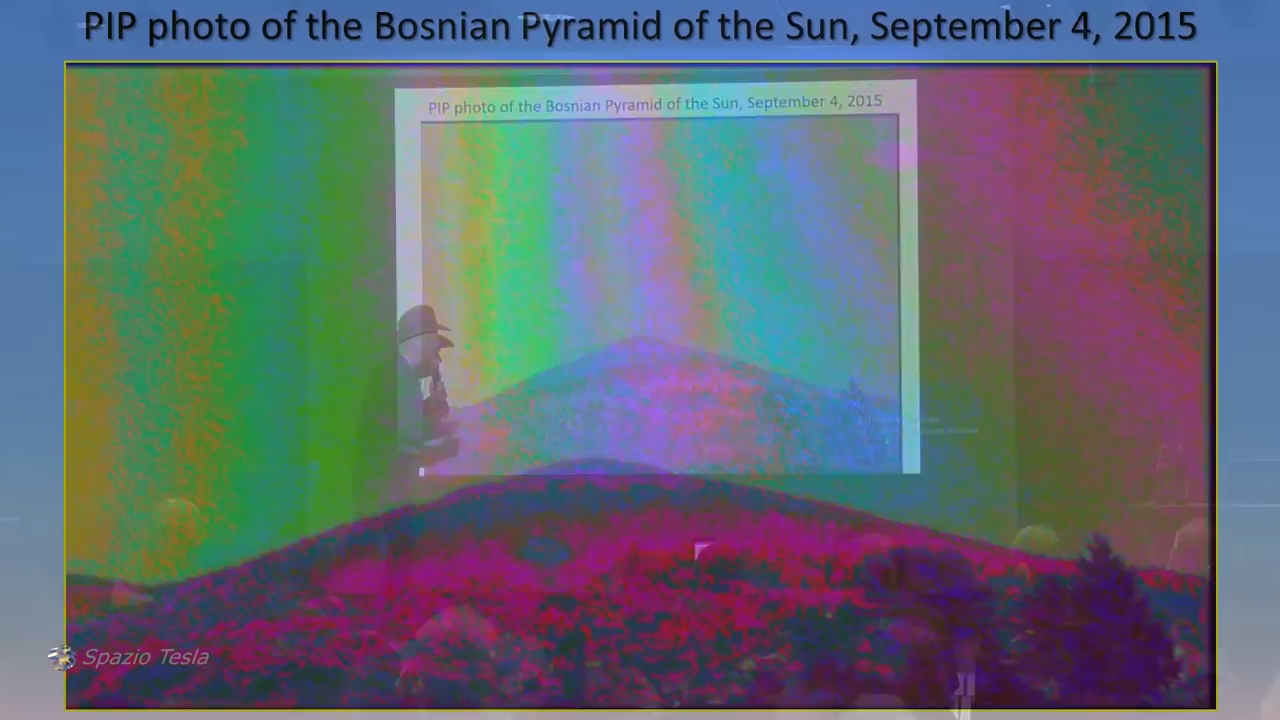 PIP photo of the Bosnian Pyramid of the Sun, September 4, 2015
PIP photo of the Bosnian Pyramid of the Sun, September 4, 2015
Spazio Tesla